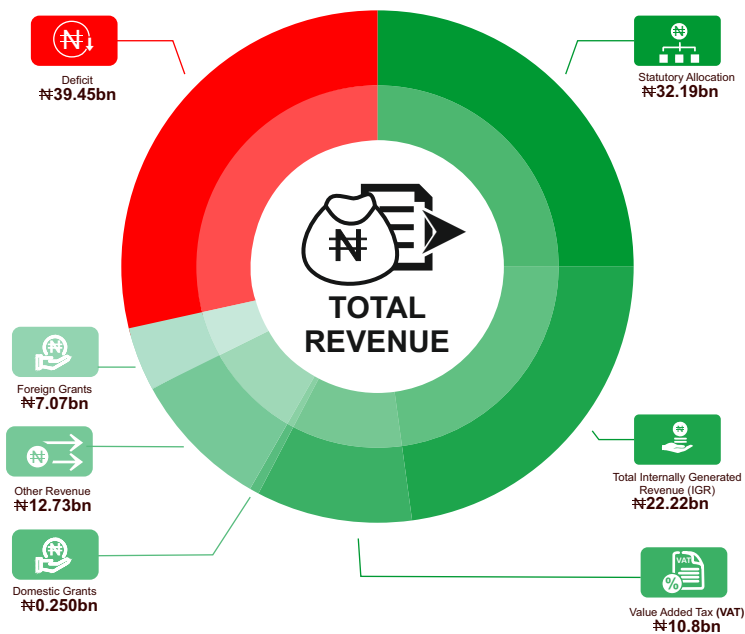 Deficit
₦39.45bn
Statutory Allocation
₦32.19bn
₦
TOTAL
REVENUE
Foreign Grants
₦7.07bn
Other Revenue
₦12.73bn
Domestic Grants
₦0.250bn
Total Internally Generated
Revenue (IGR)
₦22.22bn
VAT
%
Value Added Tax (VAT)
₦10.8bn